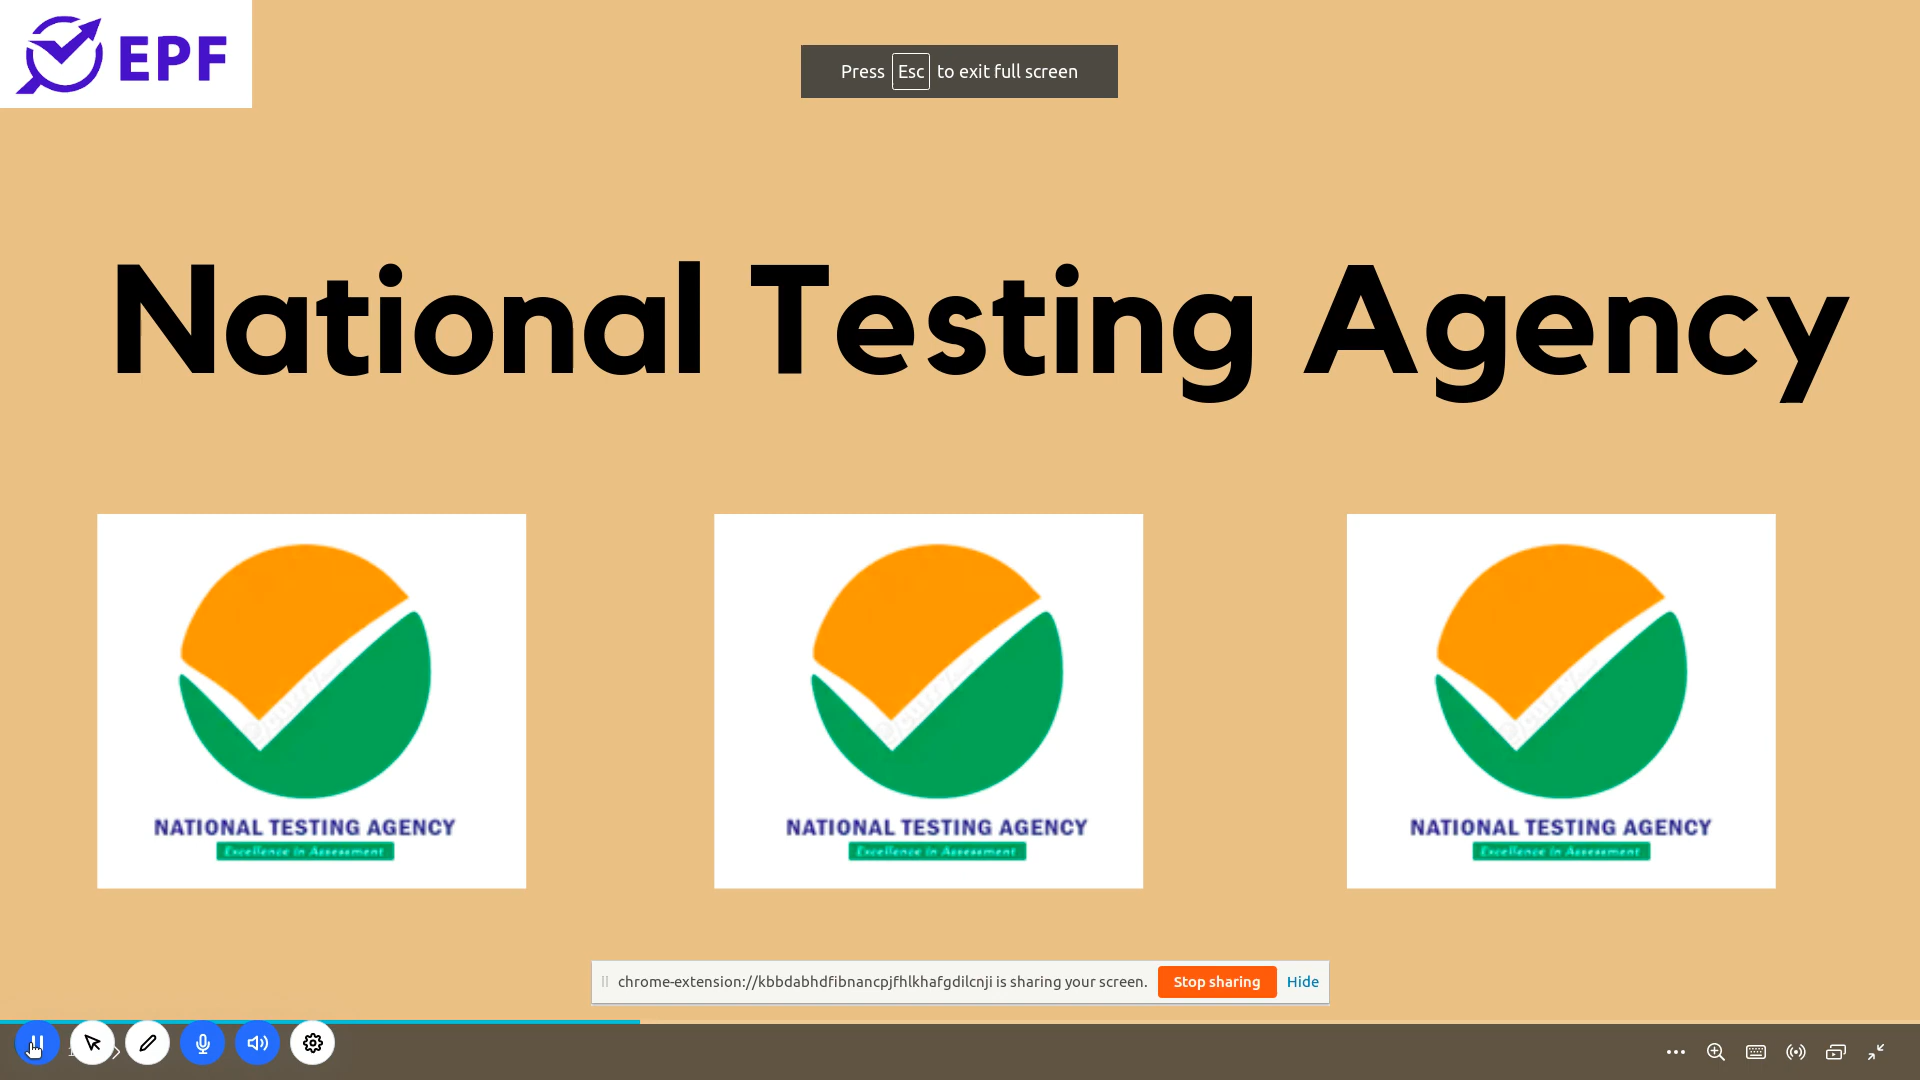 EPF
Press Esc to exit full screen
National Testing Agency
NATIONAL TESTING AGENCY
Excellence in Assessment
NATIONAL TESTING AGENCY
Excellence in Assessment
NATIONAL TESTING AGENCY
Excellence in Assessment
chrome-extension://kbbdabhdfibnancpjfhlkhafgdilcnji is sharing your screen. Stop sharing Hide